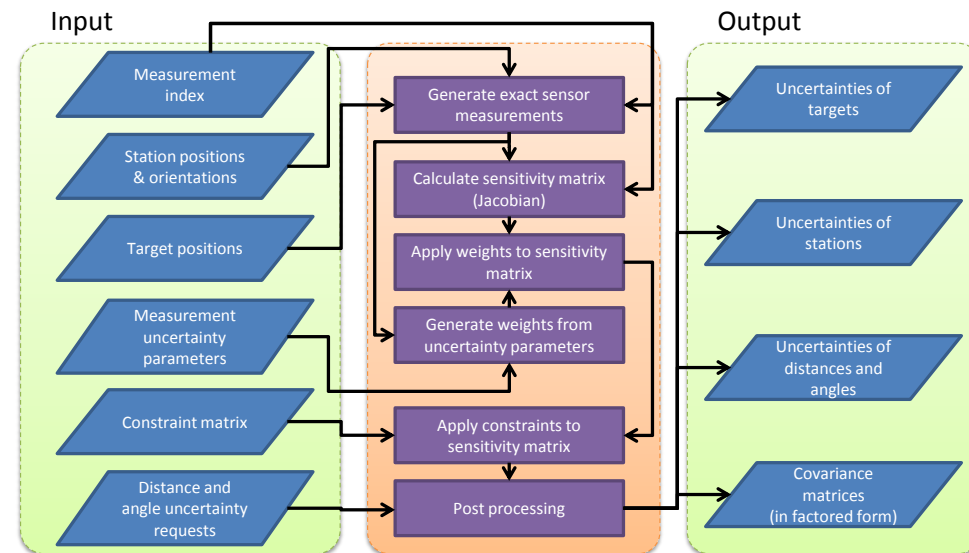 Input
Measurement
index
Station positions
& orientations
Target positions
Measurement
uncertainty
parameters
Constraint matrix
Distance and
angle uncertainty
requests
Generate exact sensor
measurements
Calculate sensitivity matrix
(Jacobian)
Apply weights to sensitivity
matrix
Generate weights from
uncertainty parameters
Apply constraints to
sensitivity matrix
Post processing
Output
Uncertainties
of targets
Uncertainties
of stations
Uncertainties of
distances and
angles
Covariance
matrices
(in factored form)